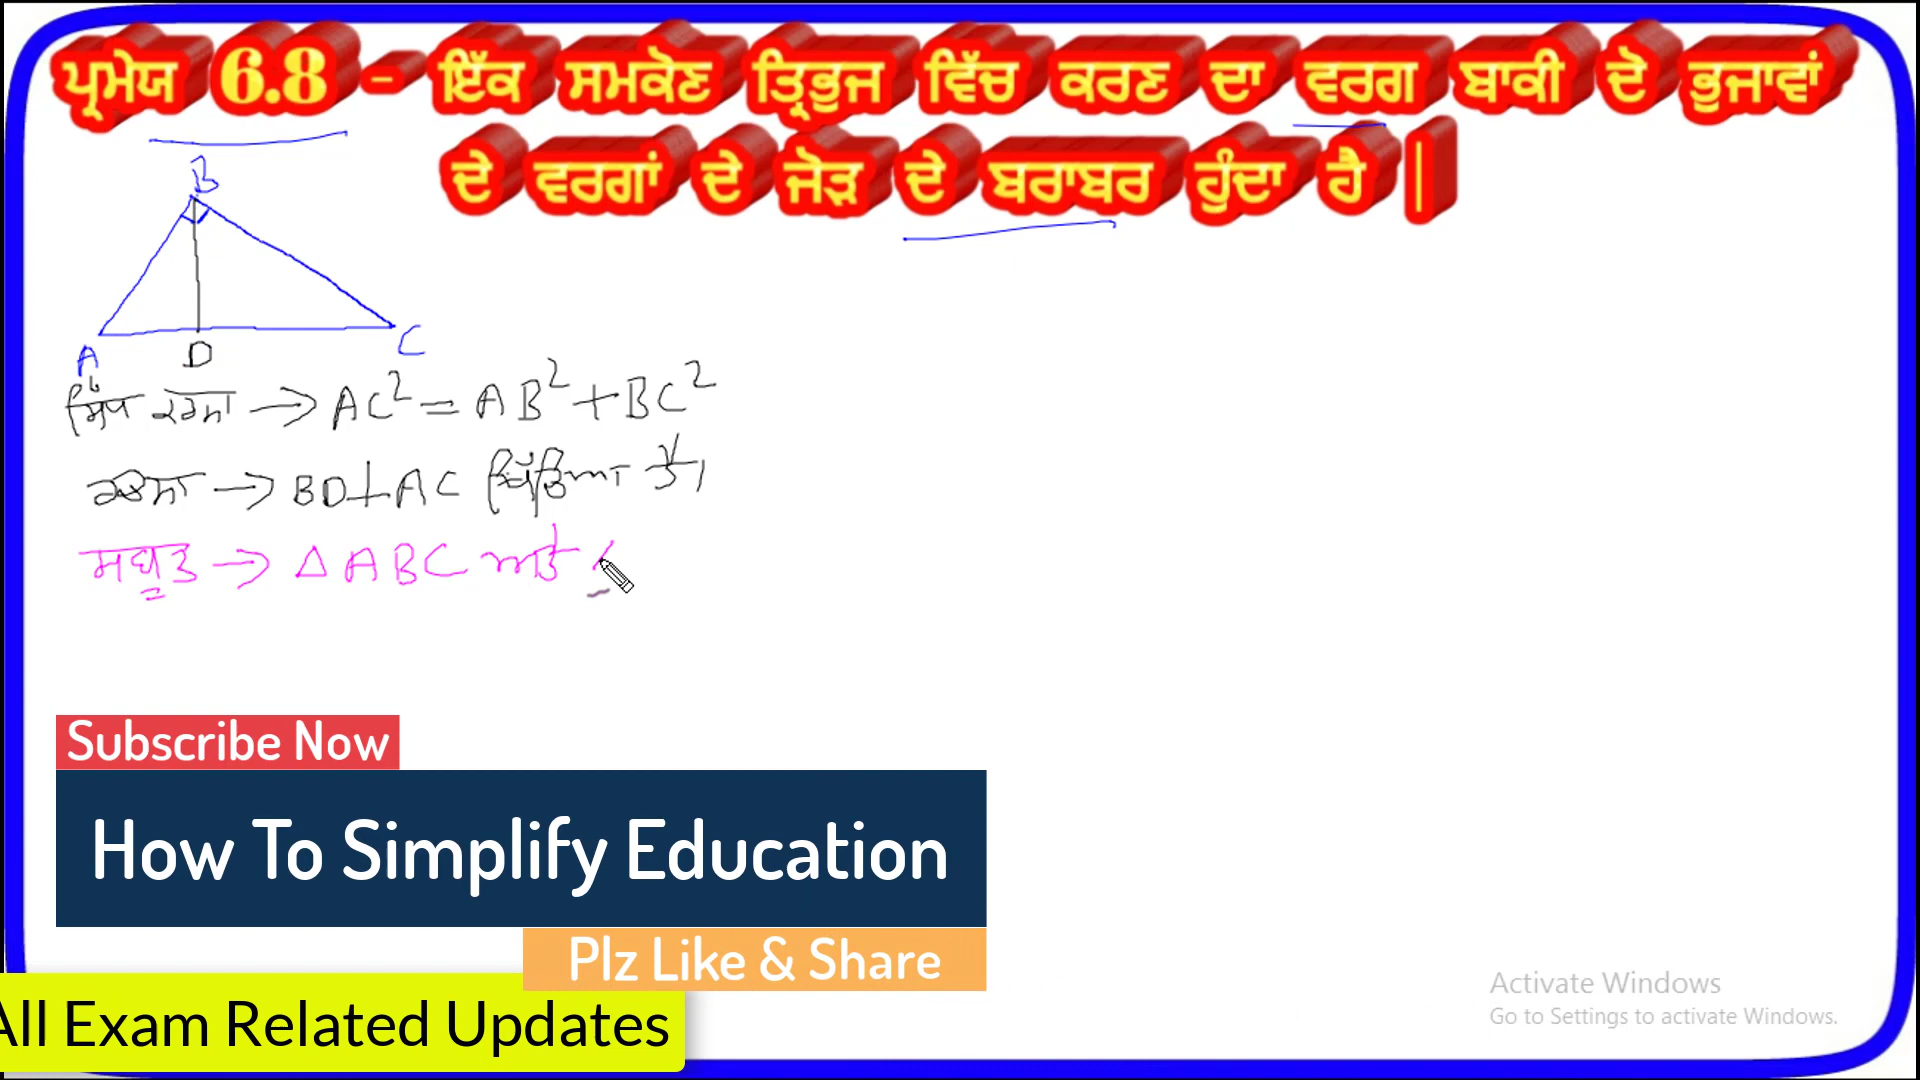 ਪ੍ਰਮੇਯ 6.8 - ਇੱਕ ਸਮਕੋਣ ਤ੍ਰਿਭੁਜ ਵਿੱਚ ਕਰਣ ਦਾ ਵਰਗ ਬਾਕੀ ਦੋ ਭੁਜਾਵਾਂ
ਦੇ ਵਰਗਾਂ ਦੇ ਜੋੜ ਦੇ ਬਰਾਬਰ ਹੁੰਦਾ ਹੈ |
B
A D C
ਸਿੱਧ ਕਰਨਾ → AC² = AB² + BC²
ਰਚਨਾ → BD ⊥ AC ਖਿੱਚਿਆ
ਸਬੂਤ → Δ ABC ਅਤੇ
Subscribe Now
How To Simplify Education
Plz Like & Share
All Exam Related Updates
Activate Windows
Go to Settings to activate Windows.